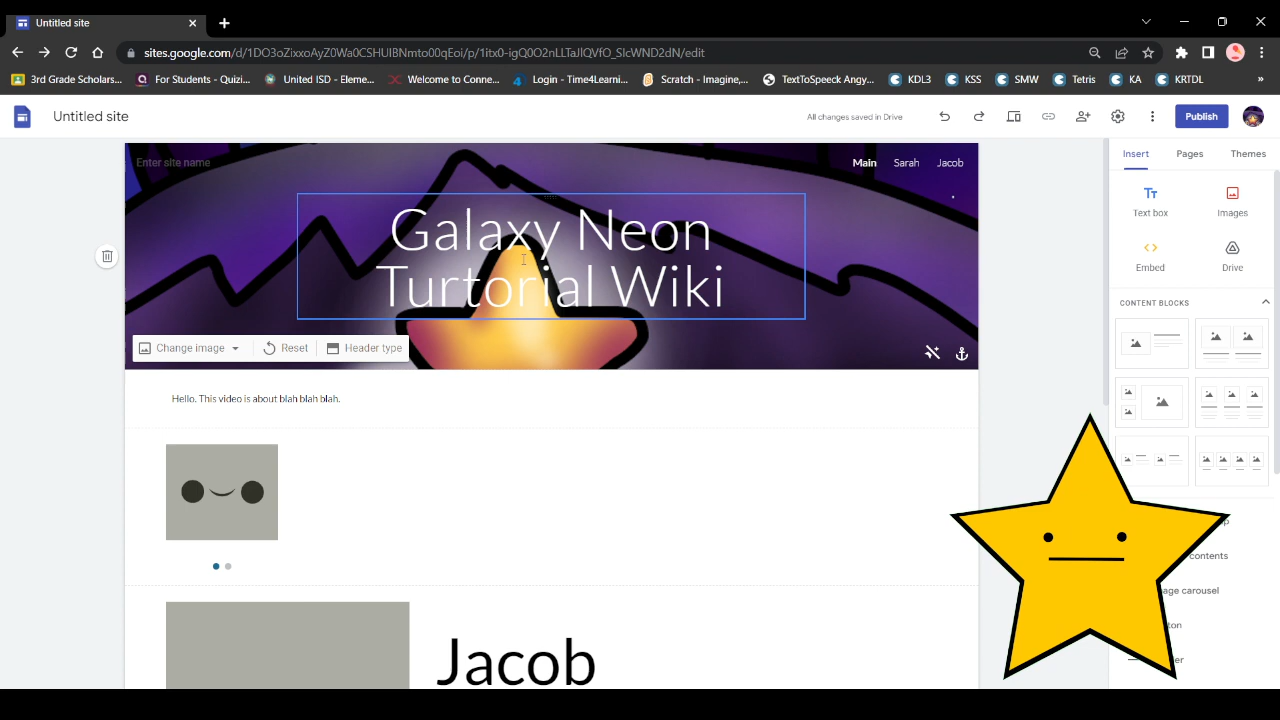 Untitled site
sites.google.com/d/1DO3oZixxoAyZ0Wa0CSHUIBNmto00qEoi/p/1itx0-igQ0O2nLLTaJlQVfO_SlcWND2dN/edit
3rd Grade Scholars... For Students - Quizi... United ISD - Eleme... Welcome to Conne... Login - Time4Learni... Scratch - Imagine,... TextToSpeeck Angy... KDL3 KSS SMW Tetris KA KRTDL »
Untitled site All changes saved in Drive Publish
Enter site name Main Sarah Jacob
Insert Pages Themes
Galaxy Neon
Turtorial Wiki
Text box Images
Embed Drive
CONTENT BLOCKS
Change image Reset Header type
Hello. This video is about blah blah blah.
contents
age carousel
Jacob